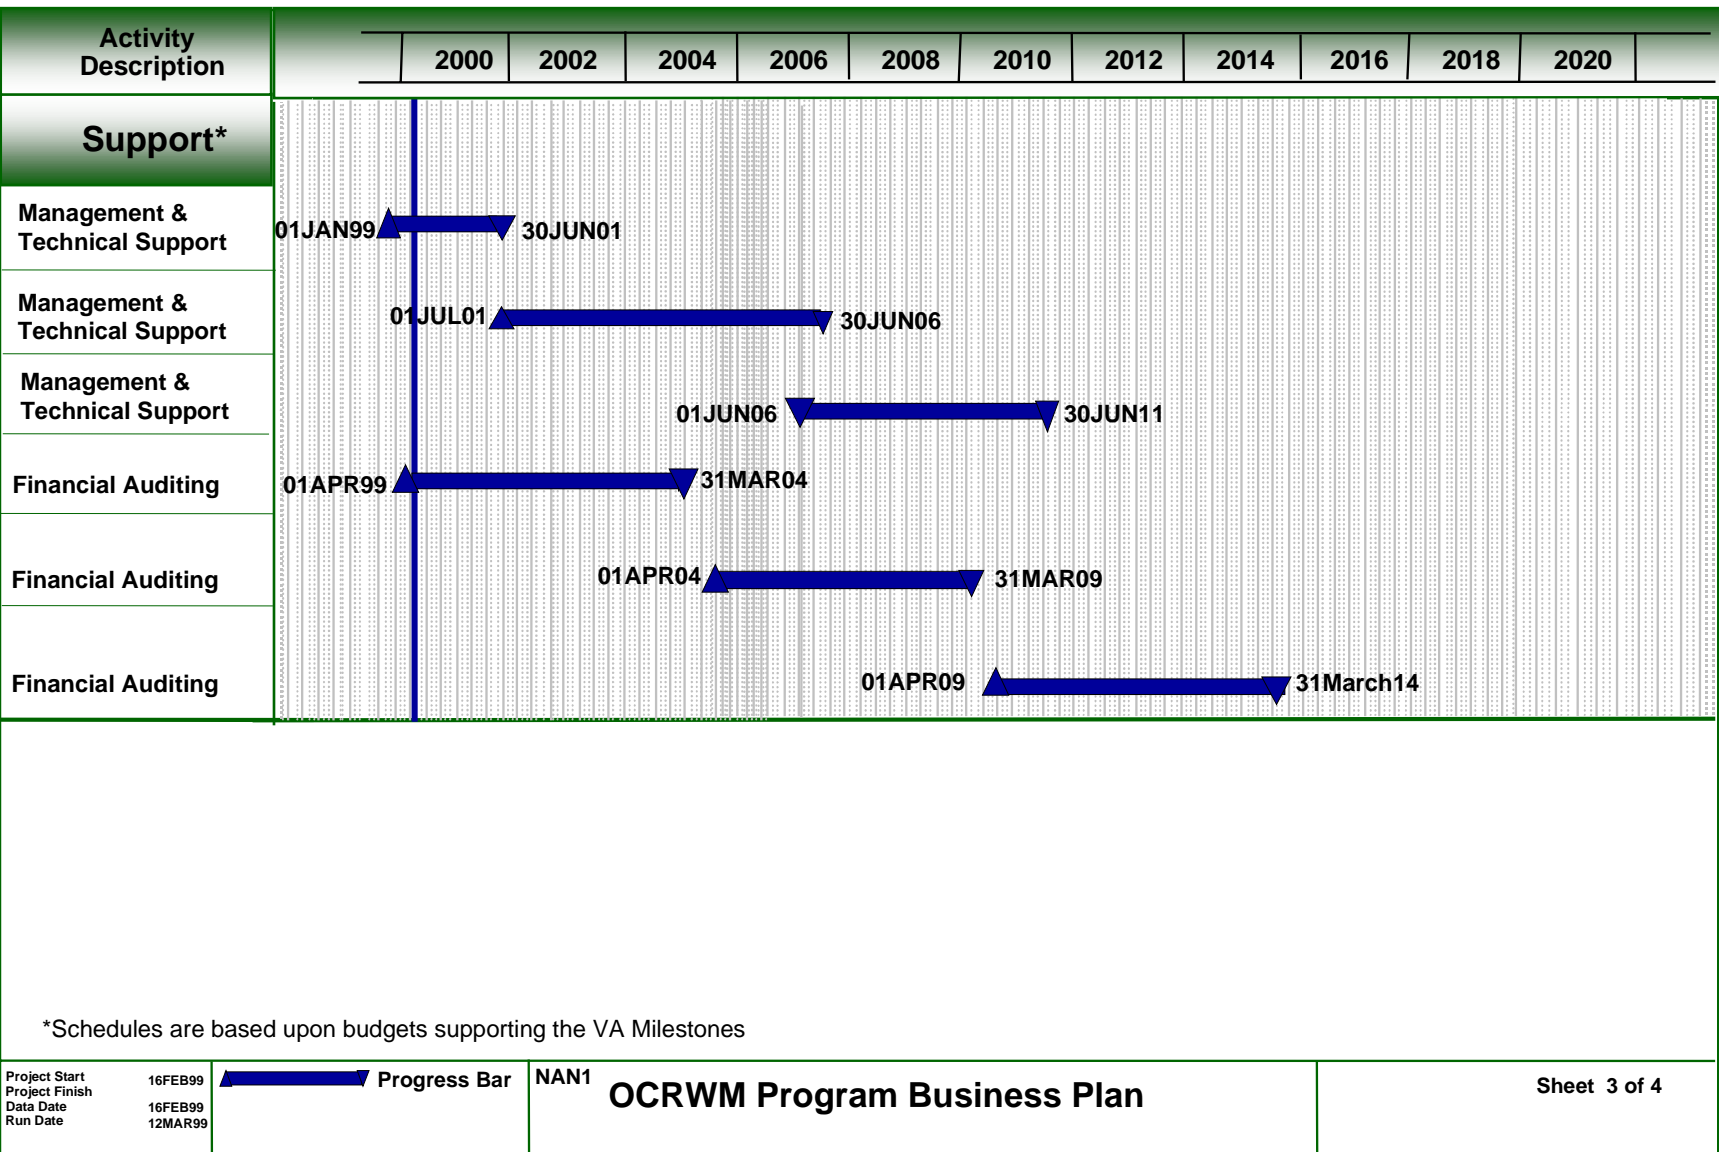 Activity
Description
2000 2002 2004 2006 2008 2010 2012 2014 2016 2018 2020
Support*
Management &
Technical Support
01JAN99 30JUN01
Management &
Technical Support
01JUL01 30JUN06
Management &
Technical Support
01JUN06 30JUN11
Financial Auditing 01APR99 31MAR04
Financial Auditing 01APR04 31MAR09
Financial Auditing 01APR09 31March14
*Schedules are based upon budgets supporting the VA Milestones
Project Start 16FEB99
Project Finish
Data Date 16FEB99
Run Date 12MAR99
Progress Bar
NAN1
OCRWM Program Business Plan
Sheet 3 of 4